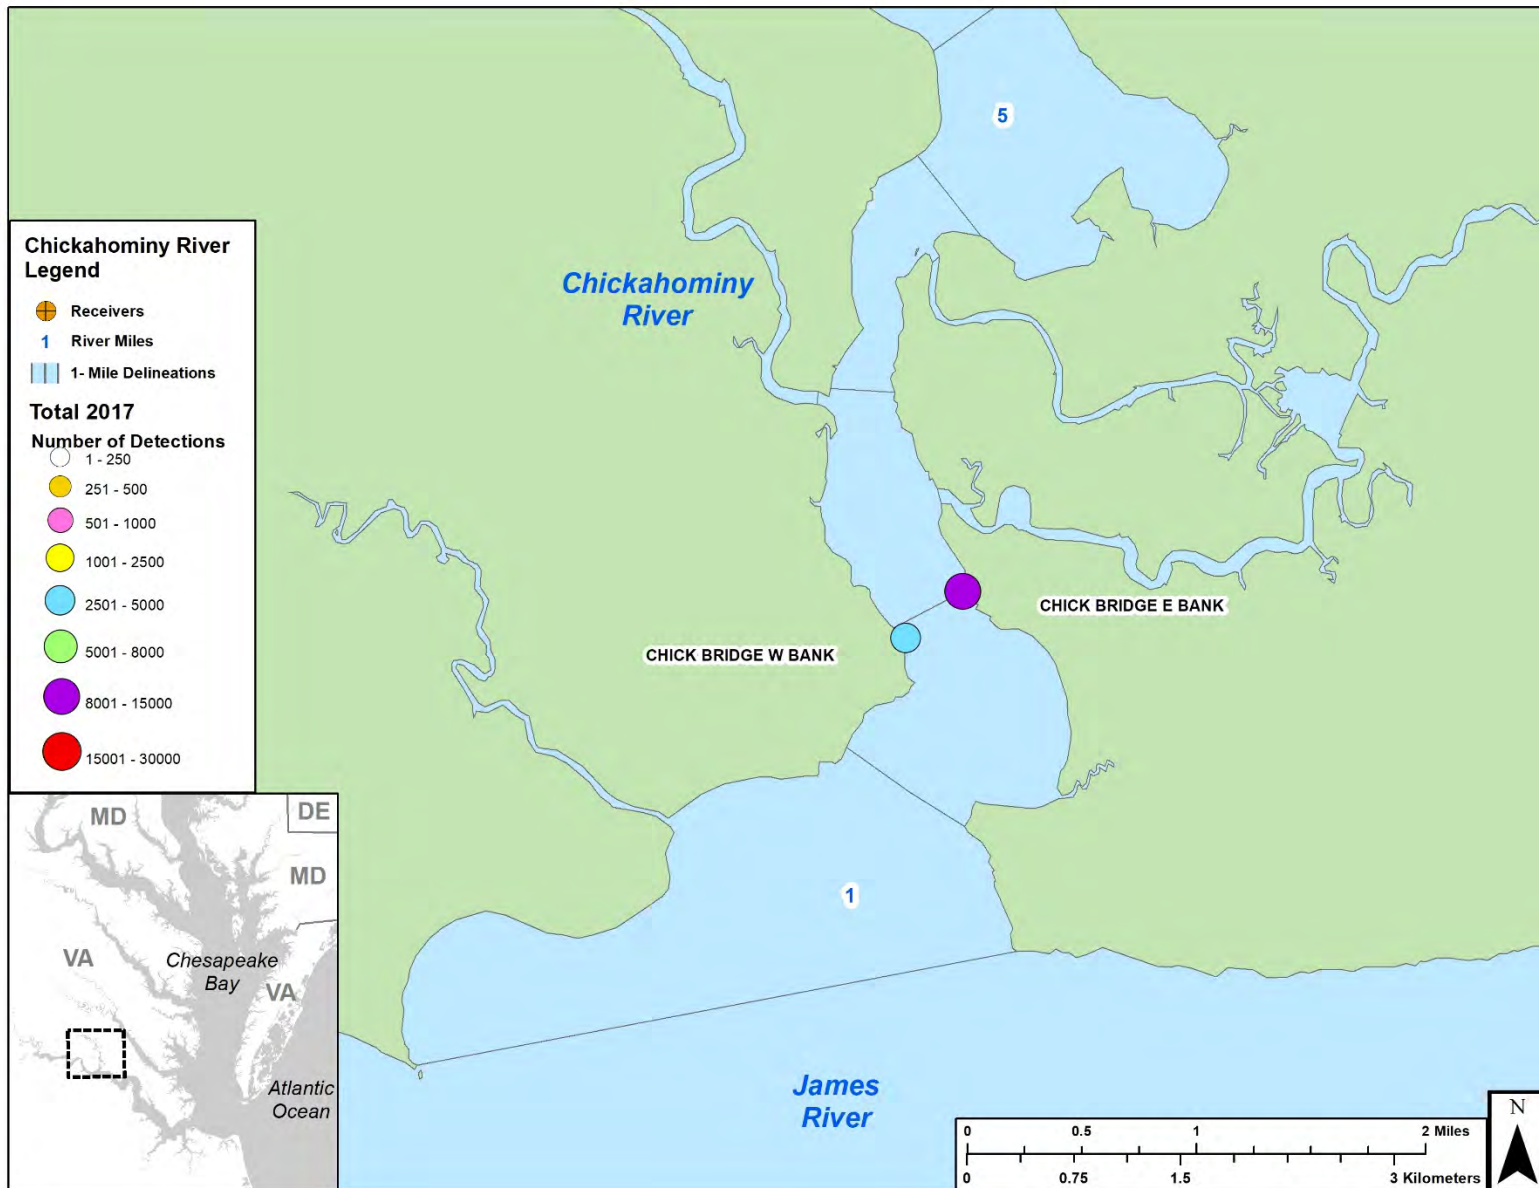 5
Chickahominy
River
Chickahominy River
Legend
Receivers
1 River Miles
1- Mile Delineations
Total 2017
Number of Detections
1 - 250
251 - 500
501 - 1000
1001 - 2500
2501 - 5000
5001 - 8000
8001 - 15000
15001 - 30000
CHICK BRIDGE E BANK
CHICK BRIDGE W BANK
1
James
River
MD
DE
MD
VA
Chesapeake
Bay
VA
Atlantic
Ocean
0 0.5 1 2 Miles
0 0.75 1.5 3 Kilometers
N